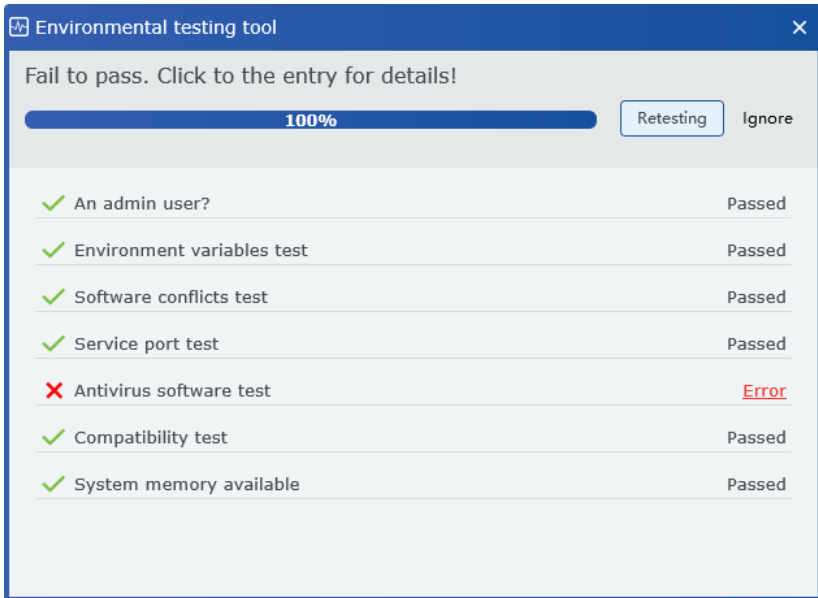 Environmental testing tool
Fail to pass. Click to the entry for details!
100%
Retesting
Ignore
An admin user? Passed
Environment variables test Passed
Software conflicts test Passed
Service port test Passed
Antivirus software test Error
Compatibility test Passed
System memory available Passed